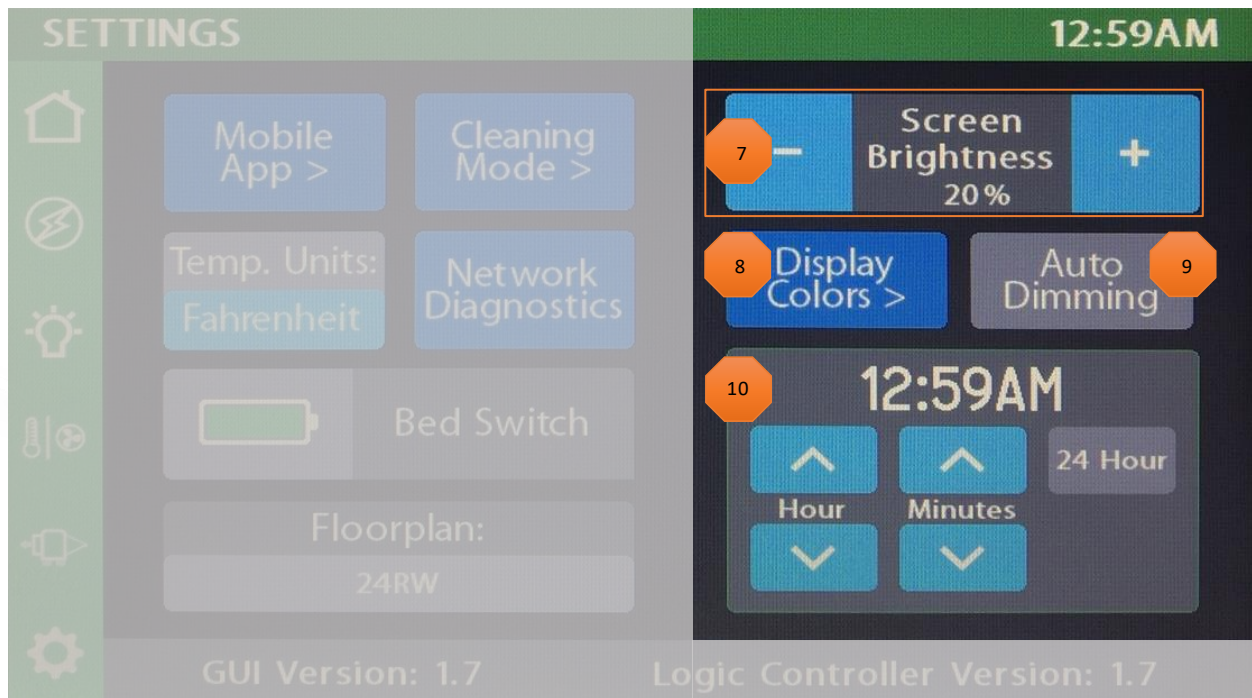 SETTINGS
12:59AM
Mobile
App >
Cleaning
Mode >
Temp. Units:
Fahrenheit
Network
Diagnostics
Bed Switch
Floorplan:
24RW
7
−
Screen
Brightness
20%
+
8
Display
Colors >
Auto
Dimming
9
10
12:59AM
24 Hour
Hour
Minutes
GUI Version: 1.7
Logic Controller Version: 1.7